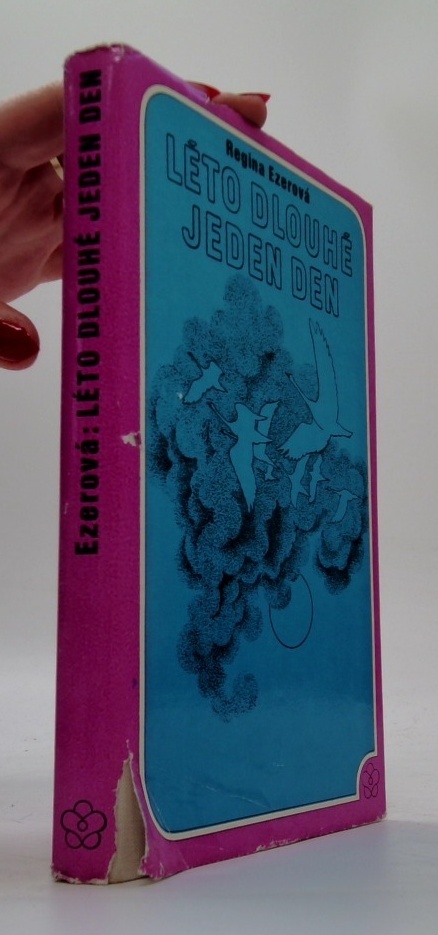 Ezerová: LÉTO DLOUHÉ JEDEN DEN
Regina Ezerová
LÉTO DLOUHÉ
JEDEN DEN